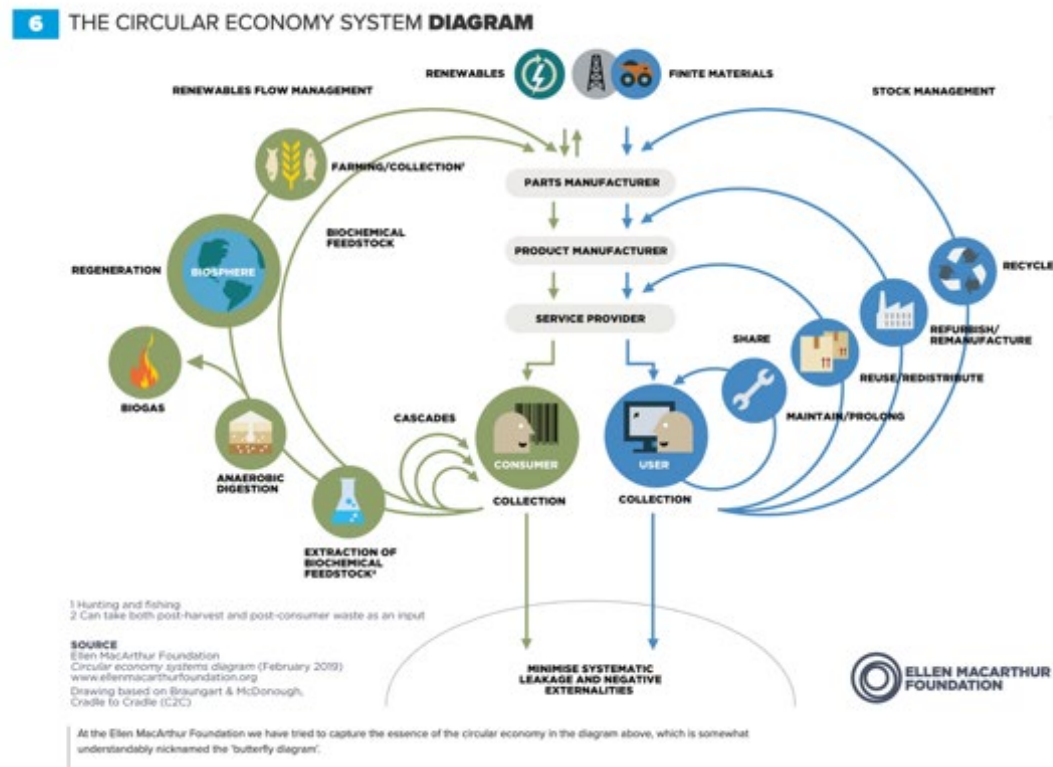 6 THE CIRCULAR ECONOMY SYSTEM DIAGRAM
RENEWABLES
FINITE MATERIALS
RENEWABLES FLOW MANAGEMENT
STOCK MANAGEMENT
FARMING/COLLECTION¹
PARTS MANUFACTURER
BIOCHEMICAL
FEEDSTOCK
PRODUCT MANUFACTURER
REGENERATION
BIOSPHERE
RECYCLE
SERVICE PROVIDER
SHARE
REFURBISH/
REMANUFACTURE
REUSE/REDISTRIBUTE
BIOGAS
CASCADES
MAINTAIN/PROLONG
CONSUMER
USER
ANAEROBIC
DIGESTION
COLLECTION
COLLECTION
EXTRACTION OF
BIOCHEMICAL
FEEDSTOCK²
1 Hunting and fishing
2 Can take both post-harvest and post-consumer waste as an input
SOURCE
Ellen MacArthur Foundation
Circular economy systems diagram (February 2019)
www.ellenmacarthurfoundation.org
Drawing based on Braungart & McDonough,
Cradle to Cradle (C2C)
MINIMISE SYSTEMATIC
LEAKAGE AND NEGATIVE
EXTERNALITIES
ELLEN MACARTHUR
FOUNDATION
At the Ellen MacArthur Foundation we have tried to capture the essence of the circular economy in the diagram above, which is somewhat
understandably nicknamed the 'butterfly diagram'.